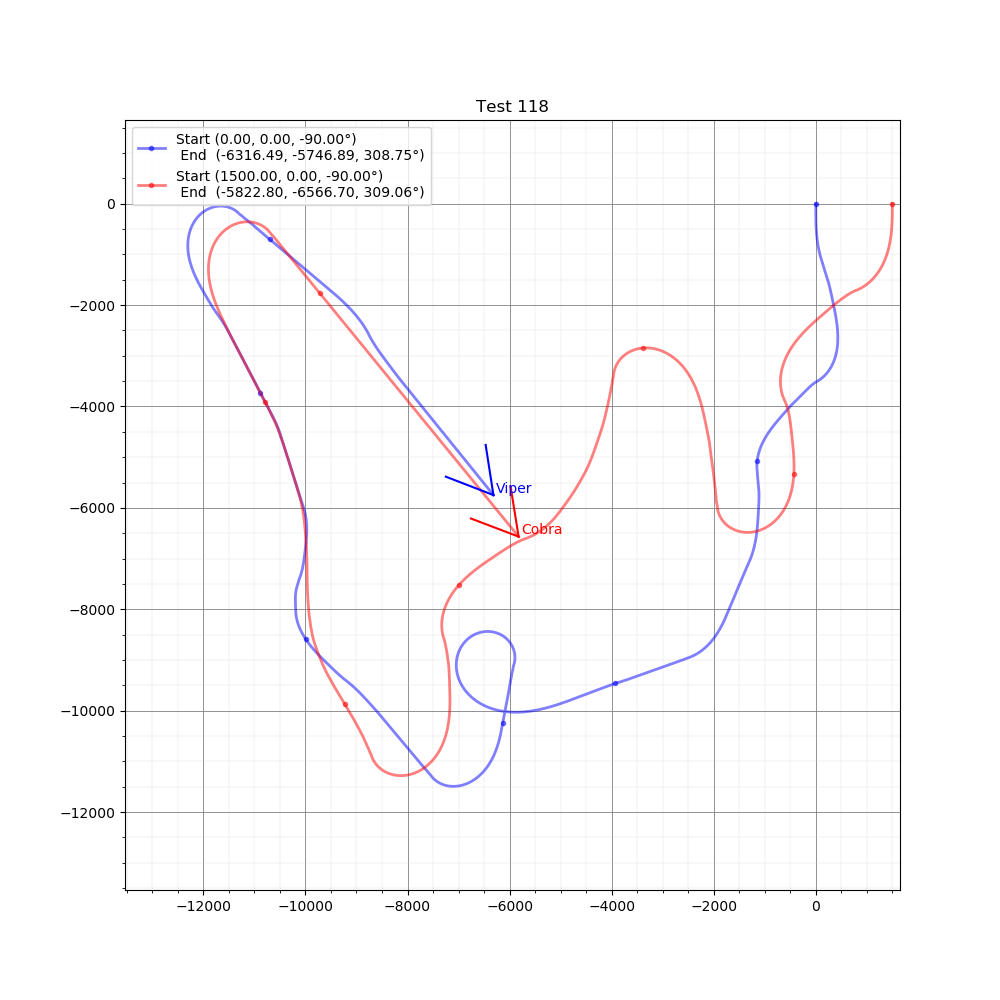 Test 118
Start (0.00, 0.00, -90.00°)
End  (-6316.49, -5746.89, 308.75°)
Start (1500.00, 0.00, -90.00°)
End  (-5822.80, -6566.70, 309.06°)
0
−2000
−4000
−6000
−8000
−10000
−12000
Viper
Cobra
−12000
−10000
−8000
−6000
−4000
−2000
0